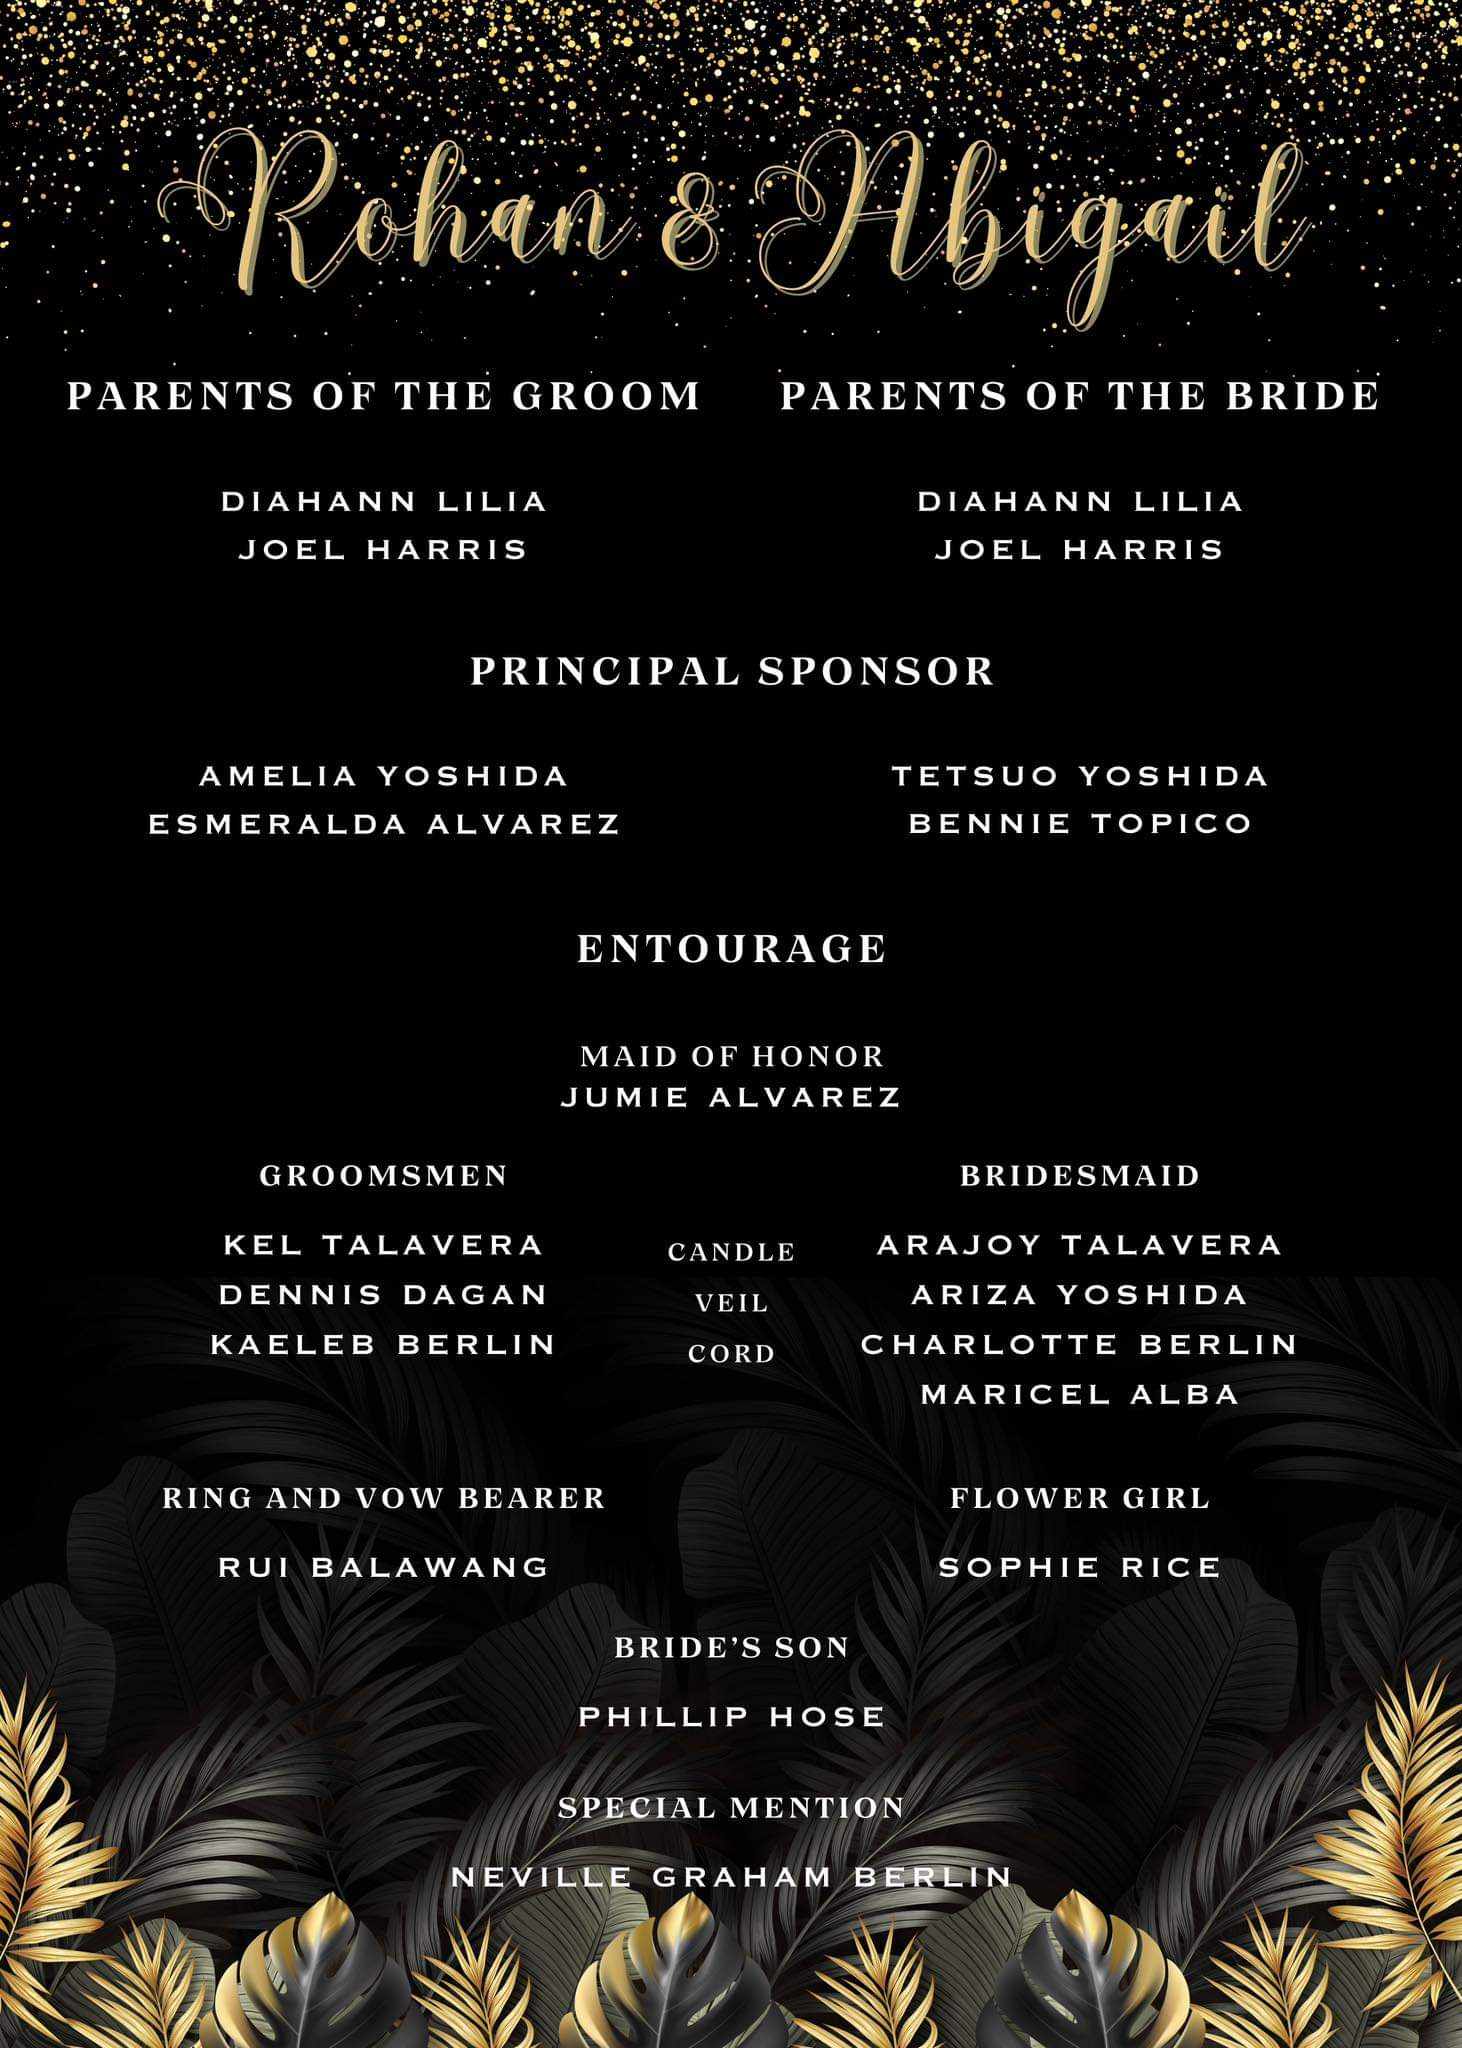 Rohan & Abigail
PARENTS OF THE GROOM
DIAHANN LILIA
JOEL HARRIS
PARENTS OF THE BRIDE
DIAHANN LILIA
JOEL HARRIS
PRINCIPAL SPONSOR
AMELIA YOSHIDA
ESMERALDA ALVAREZ
TETSUO YOSHIDA
BENNIE TOPICO
ENTOURAGE
MAID OF HONOR
JUMIE ALVAREZ
GROOMSMEN
KEL TALAVERA
DENNIS DAGAN
KAELEB BERLIN
CANDLE
VEIL
CORD
BRIDESMAID
ARAJOY TALAVERA
ARIZA YOSHIDA
CHARLOTTE BERLIN
MARICEL ALBA
RING AND VOW BEARER
RUI BALAWANG
FLOWER GIRL
SOPHIE RICE
BRIDE’S SON
PHILLIP HOSE
SPECIAL MENTION
NEVILLE GRAHAM BERLIN